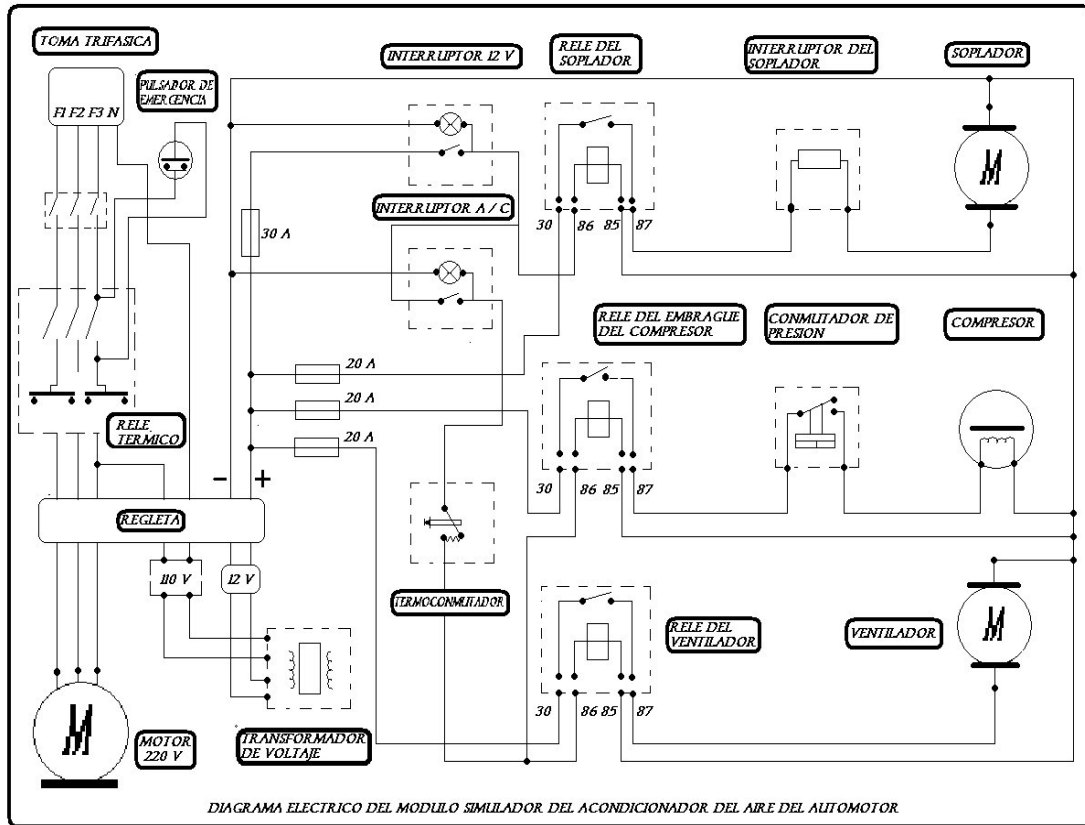 TOMA TRIFASICA
F1 F2 F3 N
PULSADOR DE
EMERGENCIA
INTERRUPTOR 12 V
RELE DEL
SOPLADOR
INTERRUPTOR DEL
SOPLADOR
SOPLADOR
M
30 A
INTERRUPTOR A / C
30
86
85
87
20 A
20 A
20 A
RELE DEL EMBRAGUE
DEL COMPRESOR
CONMUTADOR DE
PRESION
COMPRESOR
RELE
TERMICO
30
86
85
87
- +
REGLETA
110 V
12 V
TERMOCONMUTADOR
RELE DEL
VENTILADOR
VENTILADOR
M
30
86
85
87
M
MOTOR
220 V
TRANSFORMADOR
DE VOLTAJE
DIAGRAMA ELECTRICO DEL MODULO SIMULADOR DEL ACONDICIONADOR DEL AIRE DEL AUTOMOTOR